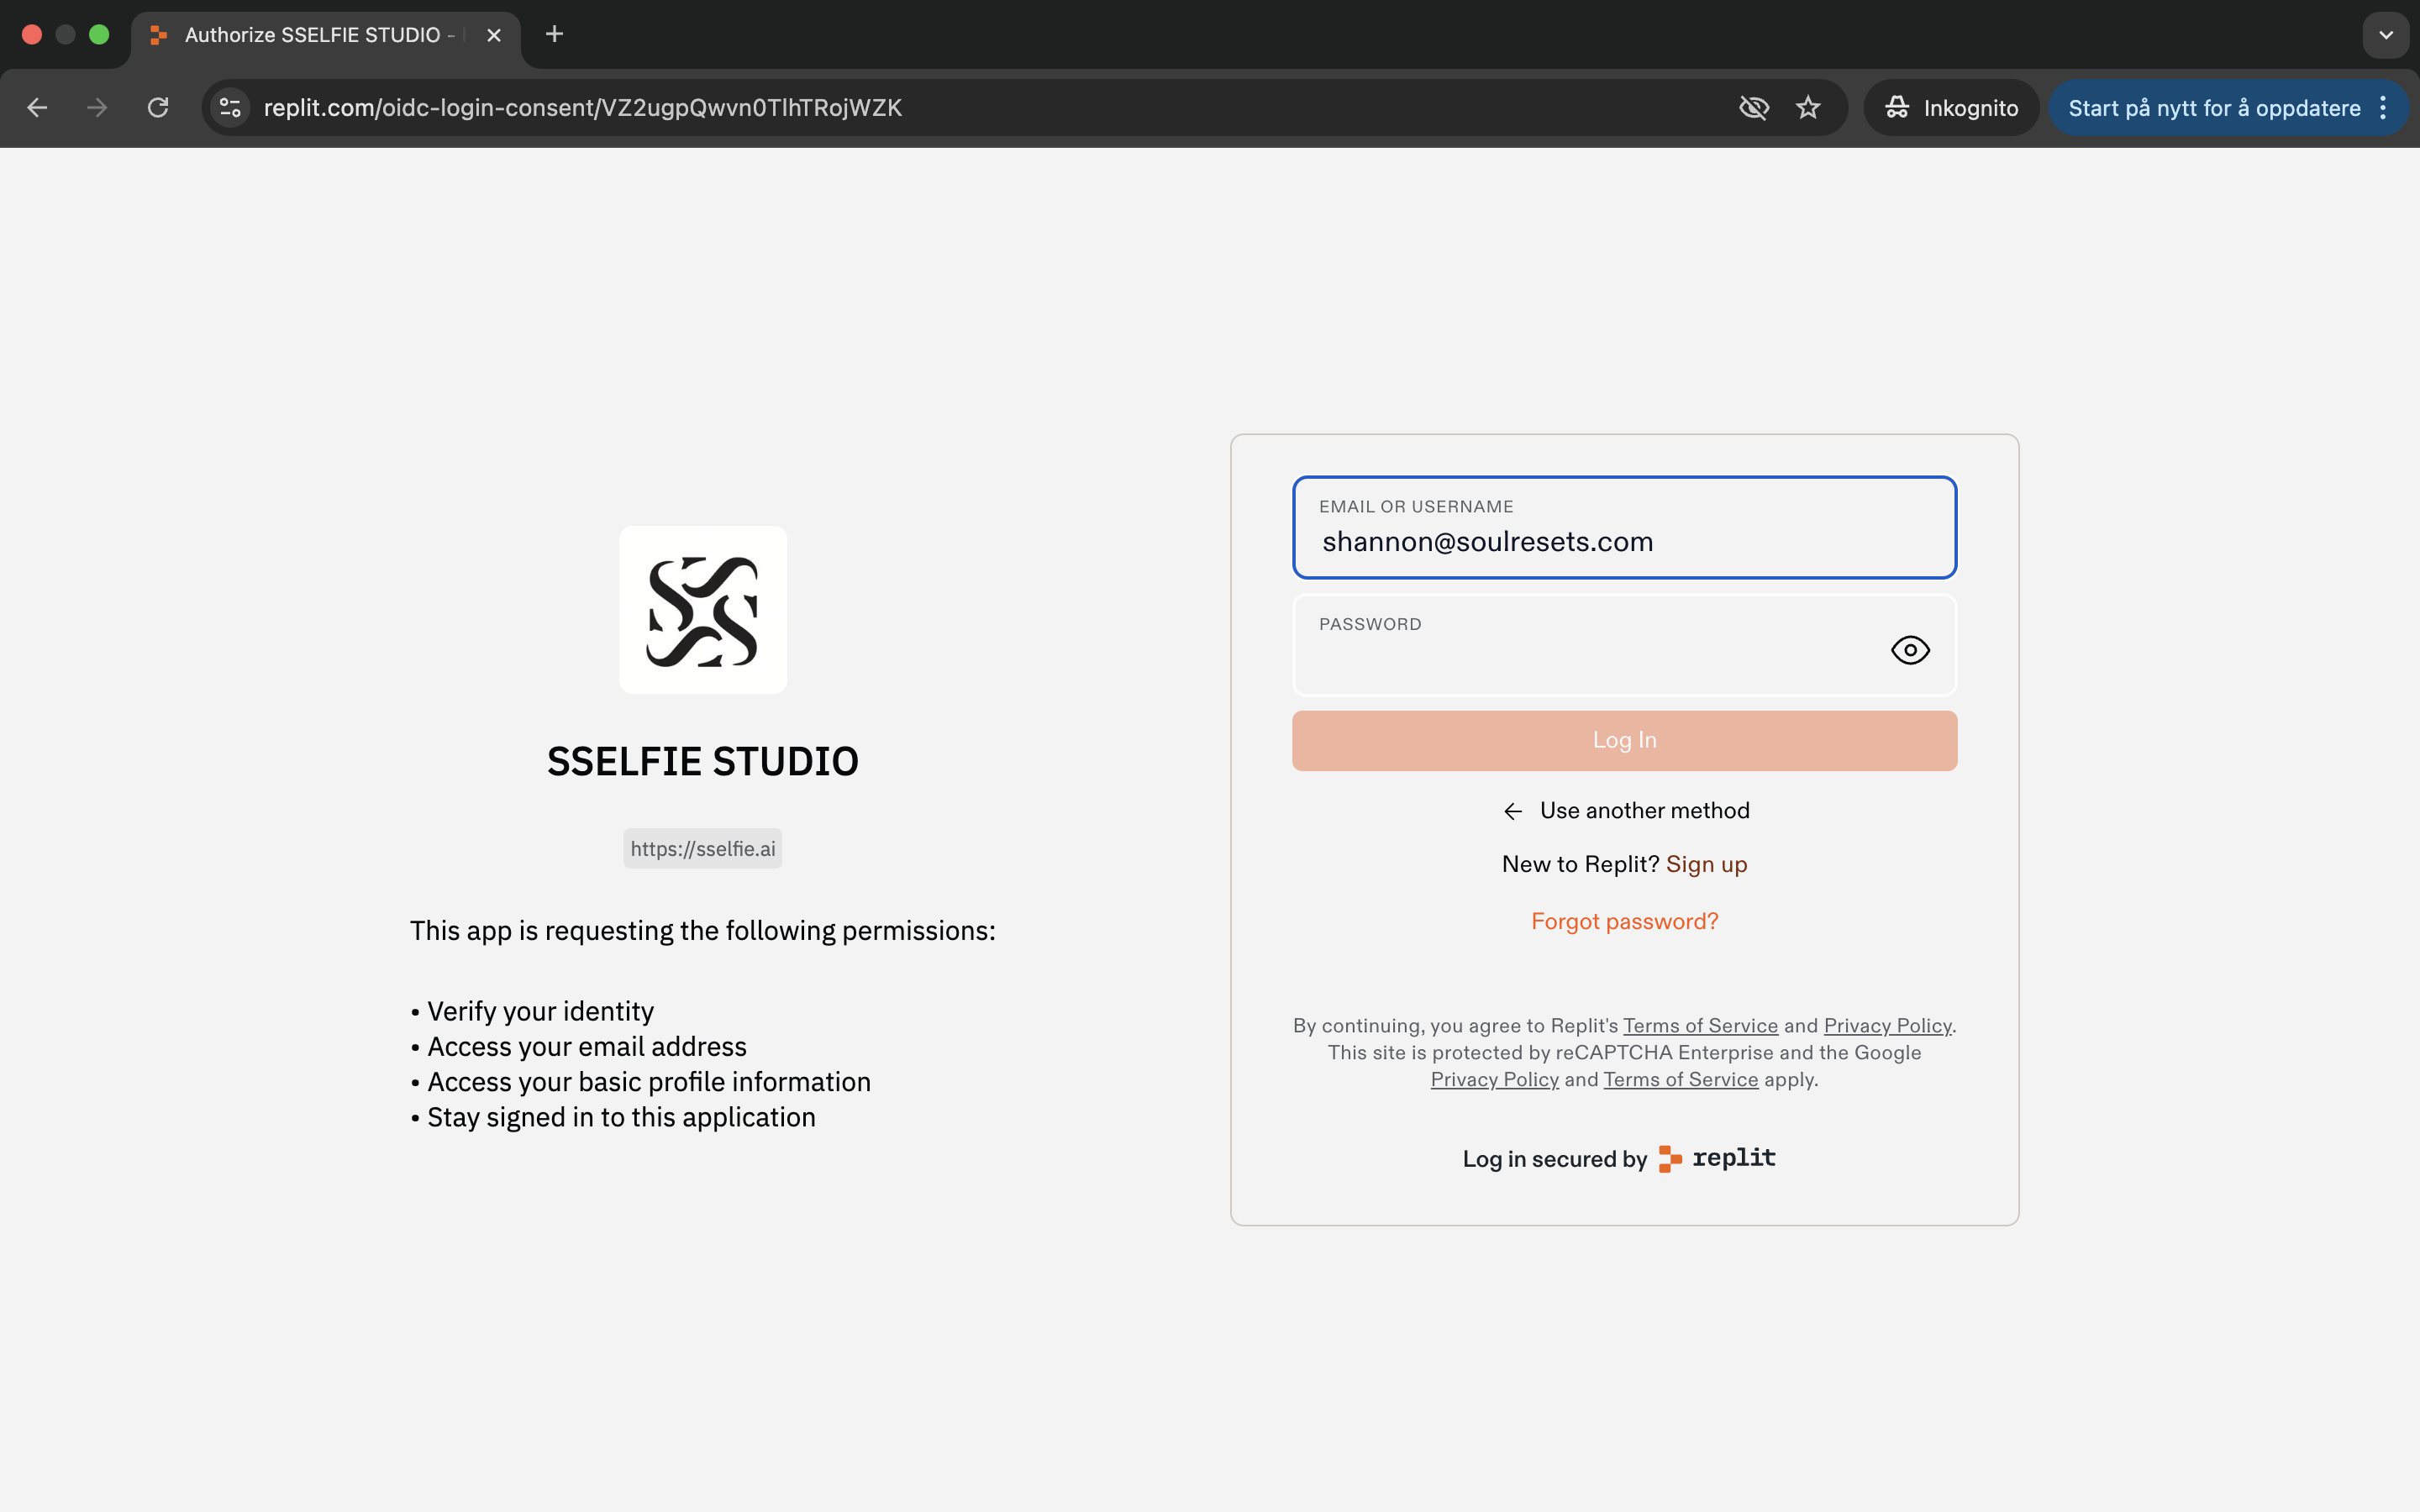 Authorize SSELFIE STUDIO -
replit.com/oidc-login-consent/VZ2ugpQwvn0TlhTRojWZK
Inkognito
Start på nytt for å oppdatere
SSELFIE STUDIO
https://sselfie.ai
This app is requesting the following permissions:
• Verify your identity
• Access your email address
• Access your basic profile information
• Stay signed in to this application
EMAIL OR USERNAME
shannon@soulresets.com
PASSWORD
Log In
← Use another method
New to Replit? Sign up
Forgot password?
By continuing, you agree to Replit's Terms of Service and Privacy Policy.
This site is protected by reCAPTCHA Enterprise and the Google
Privacy Policy and Terms of Service apply.
Log in secured by replit